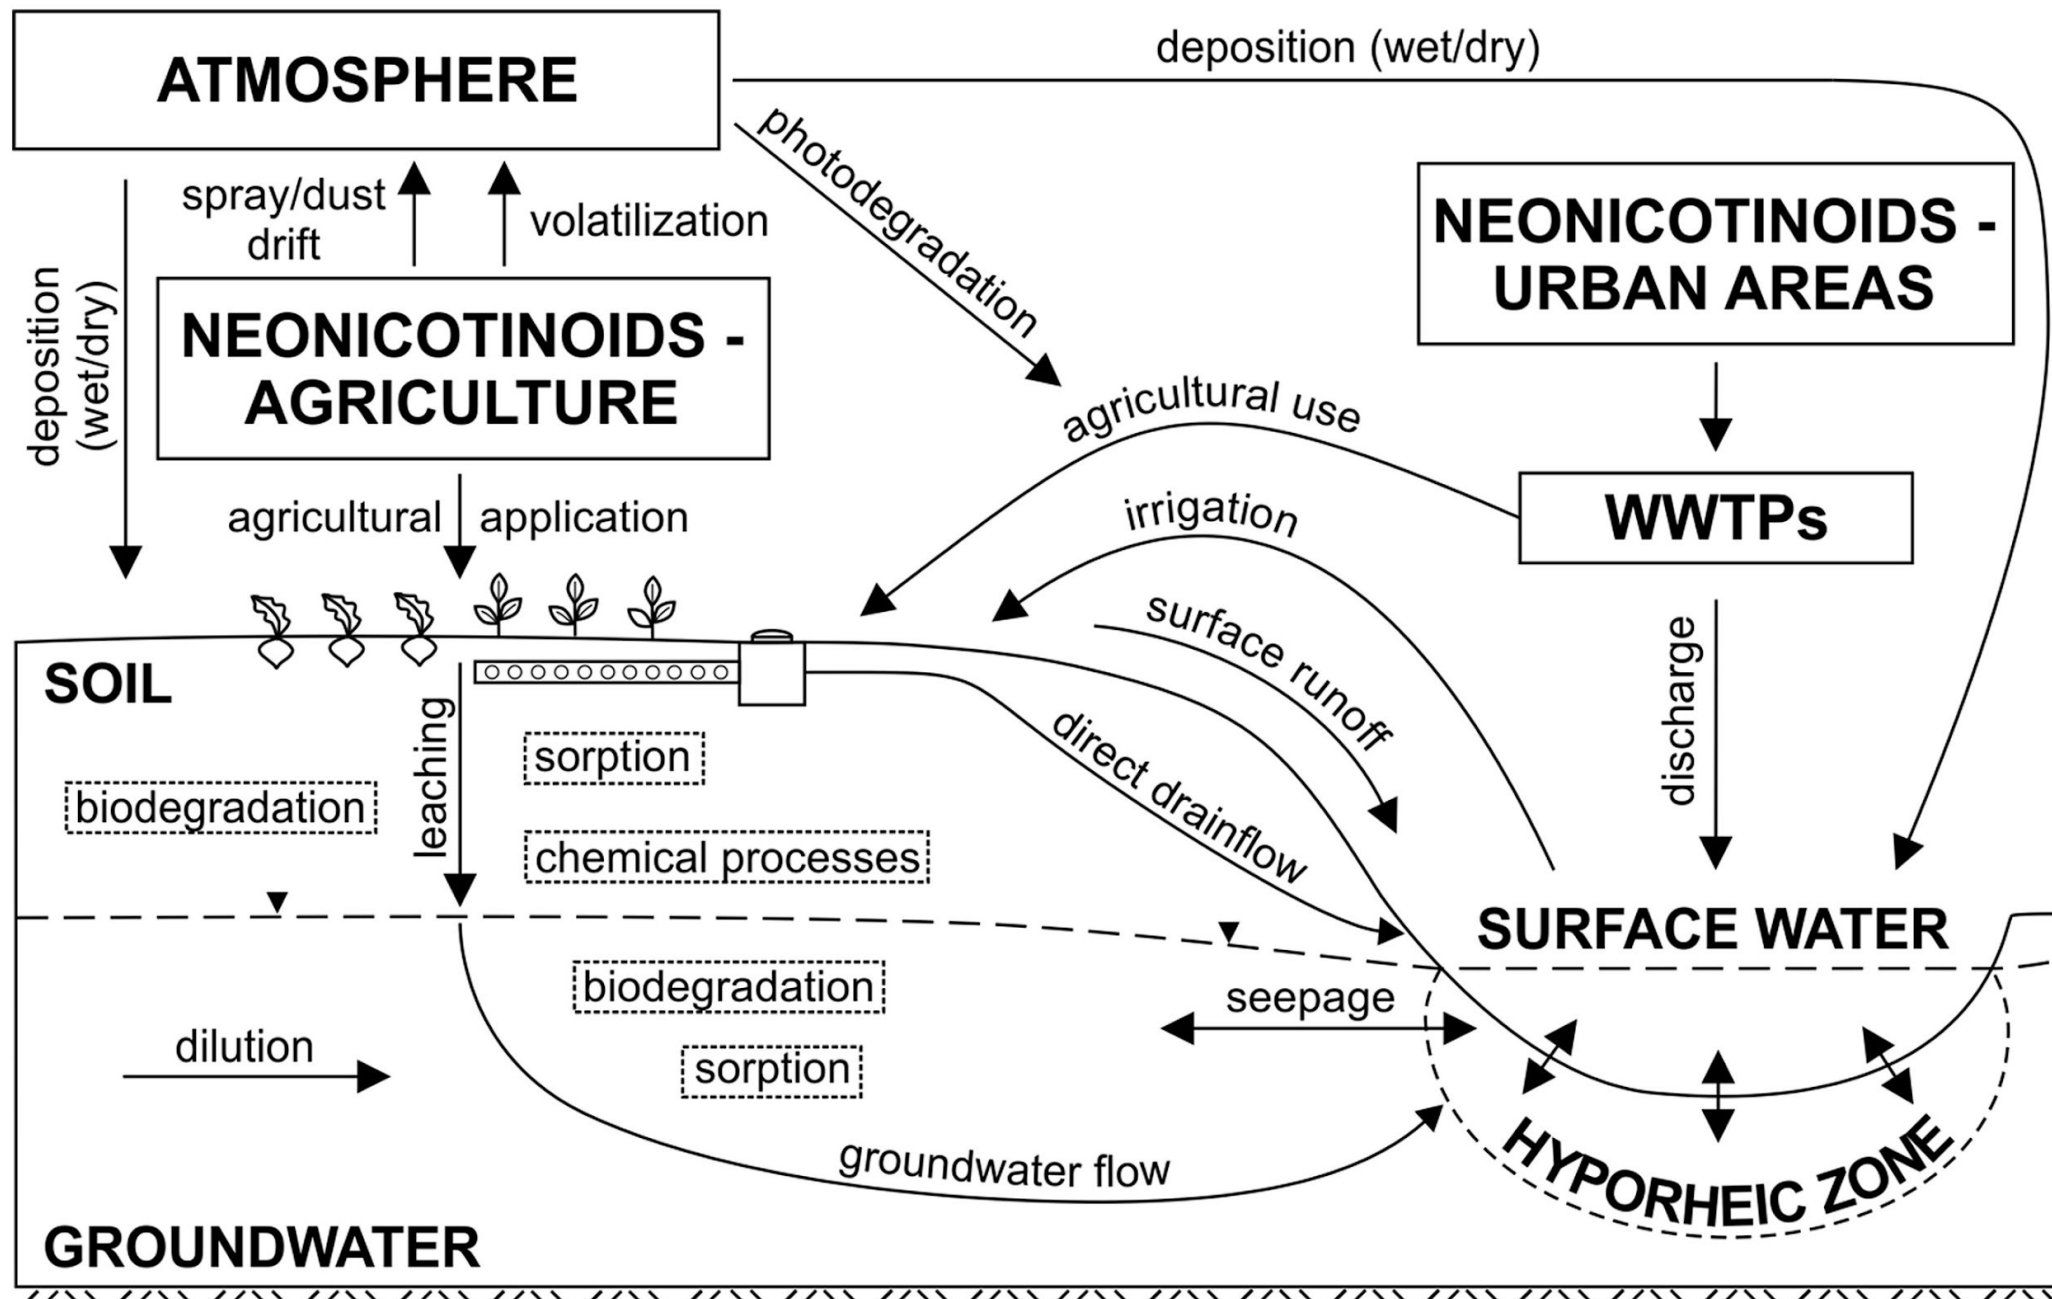 deposition (wet/dry)
ATMOSPHERE
photodegradation
spray/dust
drift
volatilization
deposition
(wet/dry)
NEONICOTINOIDS -
AGRICULTURE
NEONICOTINOIDS -
URBAN AREAS
agricultural use
agricultural application
irrigation
WWTPs
surface runoff
discharge
SOIL
leaching
sorption
direct drainflow
biodegradation
chemical processes
SURFACE WATER
biodegradation
seepage
dilution
sorption
groundwater flow
HYPORHEIC ZONE
GROUNDWATER